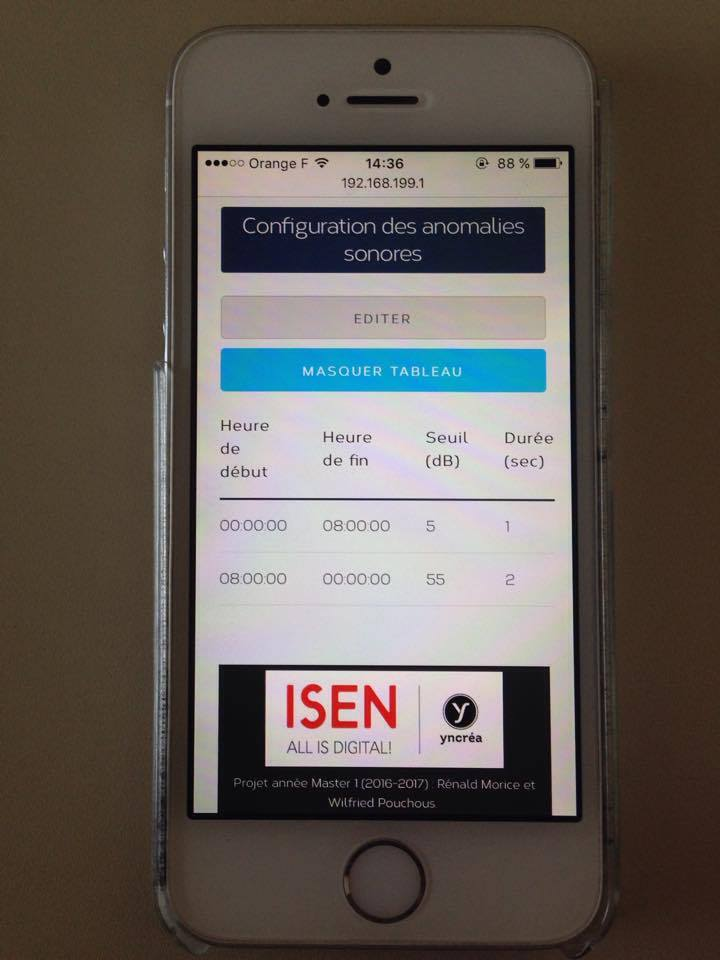 Orange F 14:36 88 %
192.168.199.1
Configuration des anomalies
sonores
EDITER
MASQUER TABLEAU
Heure
de
début
Heure
de fin
Seuil
(dB)
Durée
(sec)
00:00:00 08:00:00 5 1
08:00:00 00:00:00 55 2
ISEN
ALL IS DIGITAL!
y
yncréa
Projet année Master 1 (2016-2017) : Rénald Morice et
Wilfried Pouchous